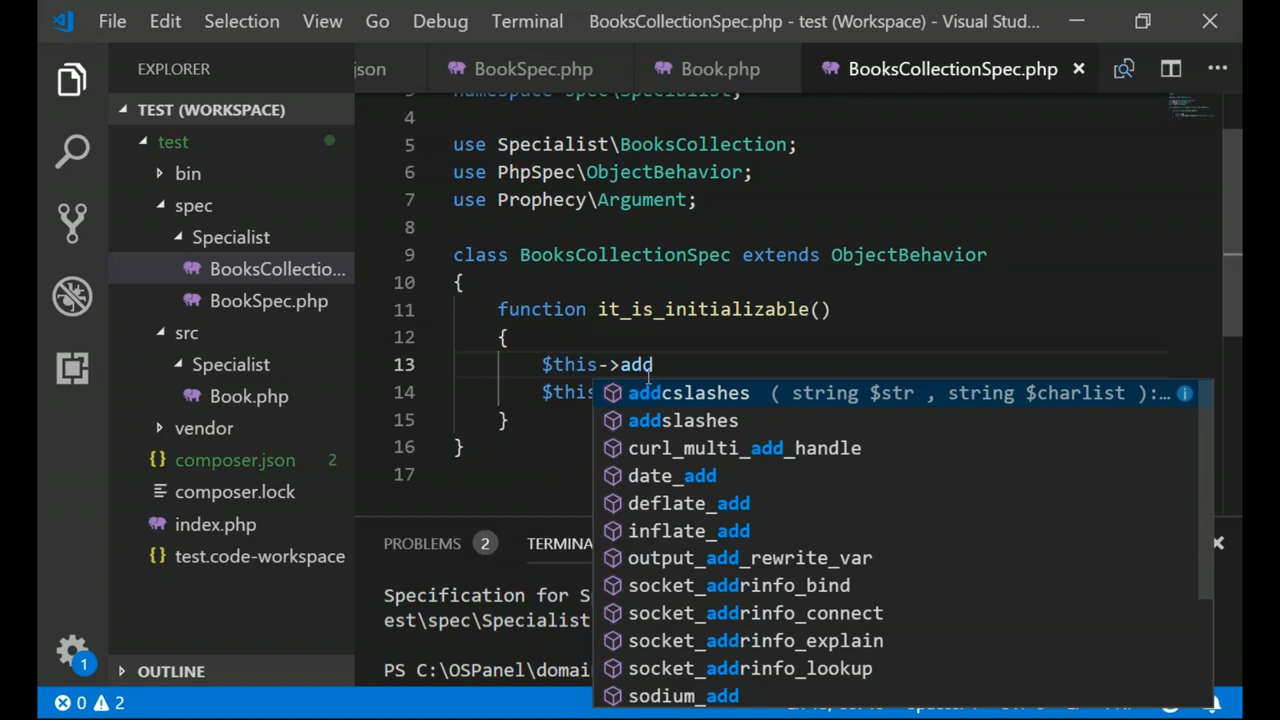 File Edit Selection View Go Debug Terminal BooksCollectionSpec.php - test (Workspace) - Visual Stud...
EXPLORER
TEST (WORKSPACE)
test
bin
spec
Specialist
BooksCollectio...
BookSpec.php
src
Specialist
Book.php
vendor
composer.json 2
composer.lock
index.php
test.code-workspace
OUTLINE
json BookSpec.php Book.php BooksCollectionSpec.php
namespace Spec\Specialist;
4
5 use Specialist\BooksCollection;
6 use PhpSpec\ObjectBehavior;
7 use Prophecy\Argument;
8
9 class BooksCollectionSpec extends ObjectBehavior
10 {
11 function it_is_initializable()
12 {
13 $this->add
14 $this
15 }
16 }
17
addcslashes ( string $str , string $charlist ):...
addslashes
curl_multi_add_handle
date_add
deflate_add
inflate_add
output_add_rewrite_var
socket_addrinfo_bind
socket_addrinfo_connect
socket_addrinfo_explain
socket_addrinfo_lookup
sodium_add
PROBLEMS 2 TERMINA
Specification for S
est\spec\Specialist
PS C:\OSPanel\domai
1
0 2